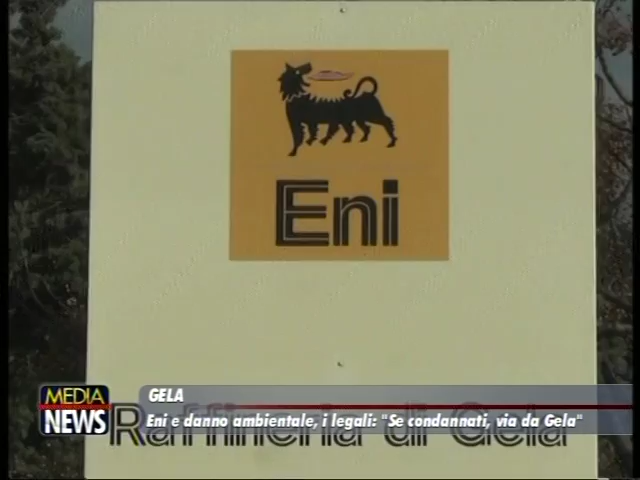 Eni
MEDIA
NEWS
GELA
Eni e danno ambientale, i legali: "Se condannati, via da Gela"
Raffineria di Gela